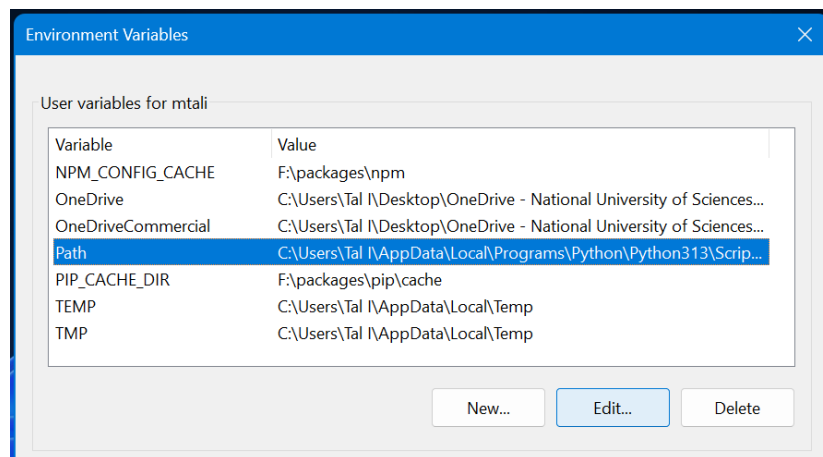 Environment Variables
User variables for mtali
Variable Value
NPM_CONFIG_CACHE F:\packages\npm
OneDrive C:\Users\Tal I\Desktop\OneDrive - National University of Sciences...
OneDriveCommercial C:\Users\Tal I\Desktop\OneDrive - National University of Sciences...
Path C:\Users\Tal I\AppData\Local\Programs\Python\Python313\Scrip...
PIP_CACHE_DIR F:\packages\pip\cache
TEMP C:\Users\Tal I\AppData\Local\Temp
TMP C:\Users\Tal I\AppData\Local\Temp
New... Edit... Delete